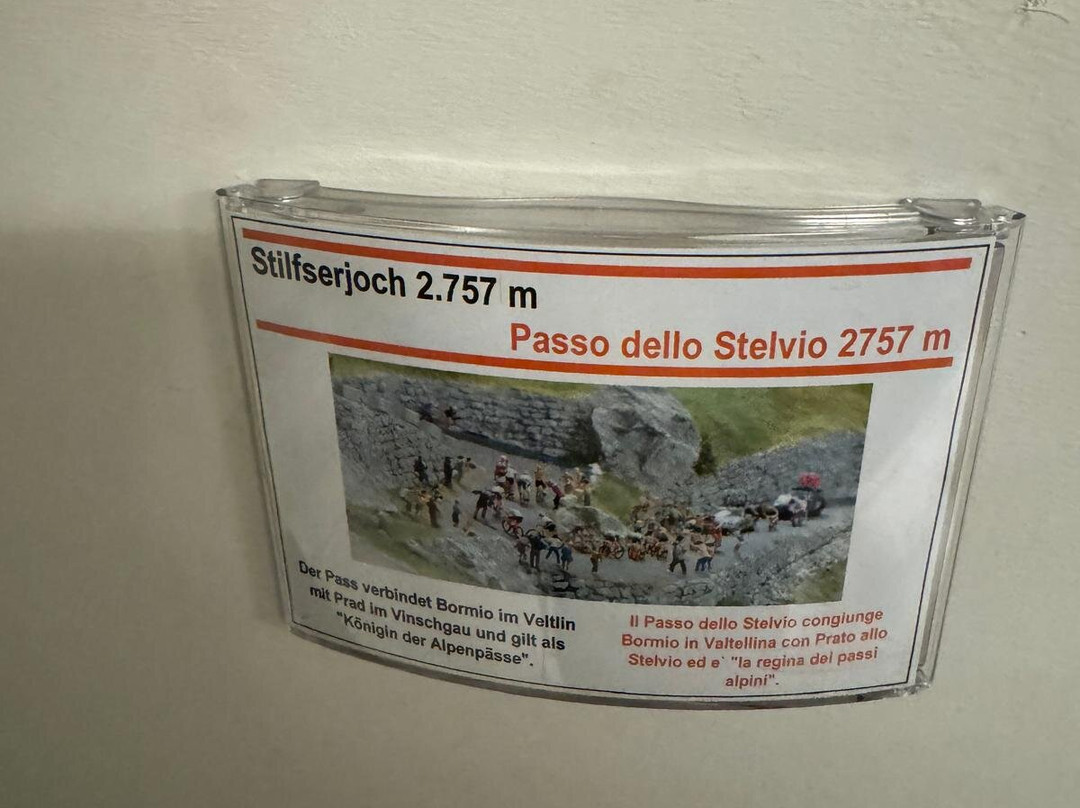 Stilfserjoch 2.757 m
Passo dello Stelvio 2757 m
Der Pass verbindet Bormio im Veltlin
mit Prad im Vinschgau und gilt als
"Königin der Alpenpässe".
Il Passo dello Stelvio congiunge
Bormio in Valtellina con Prato allo
Stelvio ed e` "la regina dei passi
alpini".